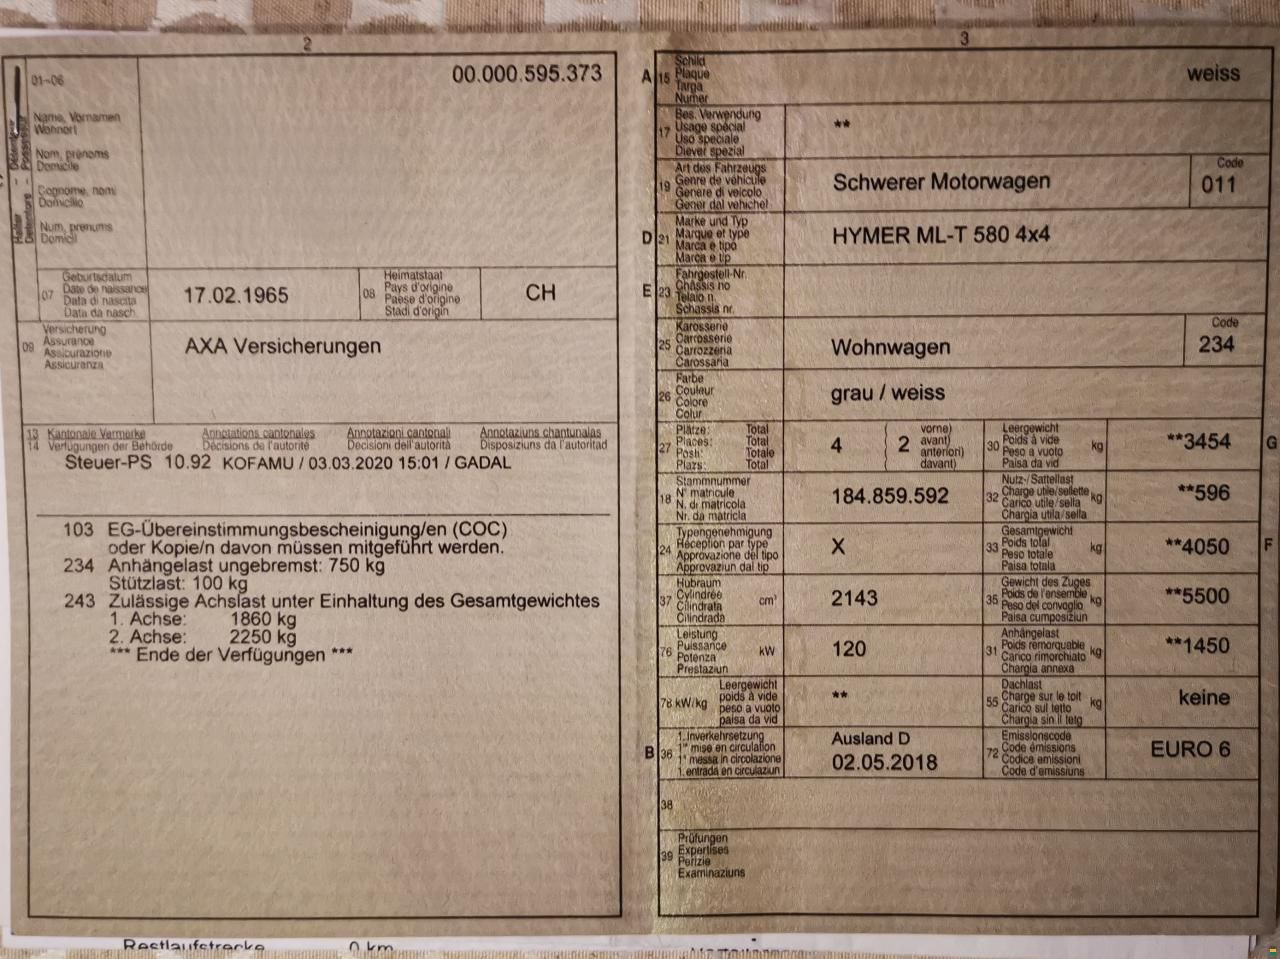 2
01-06
00.000.595.373
Halter
Name, Vornamen
Wohnort
Nom, prénoms
Domicile
Cognome, nomi
Domicilio
Num, prenums
Domicil
07
Geburtsdatum
Date de naissance
Data di nascita
Data da nasch.
17.02.1965
08
Heimatstaat
Pays d'origine
Paese d'origine
Stadi d'origin
CH
09
Versicherung
Assurance
Assicurazione
Assicuranza
AXA Versicherungen
13 Kantonale Vermerke Annotations cantonales Annotazioni cantonali Annotaziuns chantunalas
14 Verfügungen der Behörde Décisions de l'autorité Decisioni dell'autorità Disposiziuns da l'autoritad
Steuer-PS 10.92 KOFAMU / 03.03.2020 15:01 / GADAL
103 EG-Übereinstimmungsbescheinigung/en (COC)
oder Kopie/n davon müssen mitgeführt werden.
234 Anhängelast ungebremst: 750 kg
Stützlast: 100 kg
243 Zulässige Achslast unter Einhaltung des Gesamtgewichtes
1. Achse: 1860 kg
2. Achse: 2250 kg
*** Ende der Verfügungen ***
3
A
15
Schild
Plaque
Targa
Numer
weiss
17
Bes. Verwendung
Usage spécial
Uso speciale
Diever spezial
**
19
Art des Fahrzeugs
Genre de véhicule
Genere di veicolo
Gener dal vehichel
Schwerer Motorwagen
Code
011
D
21
Marke und Typ
Marque et type
Marca e tipo
Marca e tip
HYMER ML-T 580 4x4
E
23
Fahrgestell-Nr.
Châssis no
Telaio n.
Schassis nr.
25
Karosserie
Carrosserie
Carrozzeria
Carossaria
Wohnwagen
Code
234
26
Farbe
Couleur
Colore
Colur
grau / weiss
27
Plätze: Total
Places: Total
Posti: Totale
Plazs: Total
4
2
vorne)
avant)
anteriori)
davant)
30
Leergewicht
Poids à vide
Peso a vuoto
Paisa da vid
kg
**3454
G
18
Stammnummer
N° matricule
N. di matricola
Nr. da matricla
184.859.592
32
Nutz-/Sattellast
Charge utile/sellette
Carico utile/sella
Chargia utila/sella
kg
**596
24
Typengenehmigung
Réception par type
Approvazione del tipo
Approvaziun dal tip
X
33
Gesamtgewicht
Poids total
Peso totale
Paisa totala
kg
**4050
F
37
Hubraum
Cylindrée
Cilindrata
Cilindrada
cm³
2143
35
Gewicht des Zuges
Poids de l'ensemble
Peso del convoglio
Paisa cumposiziun
kg
**5500
76
Leistung
Puissance
Potenza
Prestaziun
kW
120
31
Anhängelast
Poids remorquable
Carico rimorchiato
Chargia annexa
kg
**1450
78 kW/kg
Leergewicht
poids à vide
peso a vuoto
paisa da vid
**
55
Dachlast
Charge sur le toit
Carico sul tetto
Chargia sin il tetg
kg
keine
B
36
1. Inverkehrsetzung
1re mise en circulation
1a messa in circolazione
1. entrada en circulaziun
Ausland D
02.05.2018
72
Emissionscode
Code émissions
Codice emissioni
Code d'emissiuns
EURO 6
38
39
Prüfungen
Expertises
Perizie
Examinaziuns
Restlaufstrecke 0 km